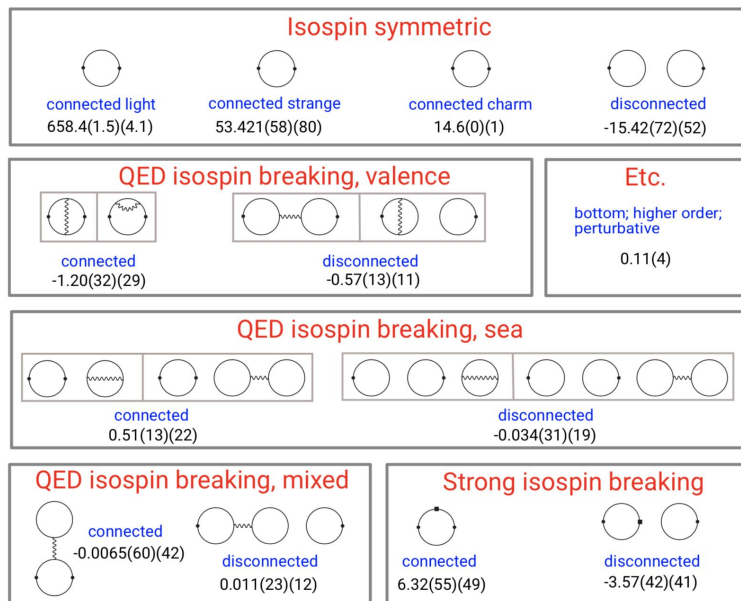 Isospin symmetric
connected light
658.4(1.5)(4.1)
connected strange
53.421(58)(80)
connected charm
14.6(0)(1)
disconnected
-15.42(72)(52)
QED isospin breaking, valence
connected
-1.20(32)(29)
disconnected
-0.57(13)(11)
Etc.
bottom; higher order;
perturbative
0.11(4)
QED isospin breaking, sea
connected
0.51(13)(22)
disconnected
-0.034(31)(19)
QED isospin breaking, mixed
connected
-0.0065(60)(42)
disconnected
0.011(23)(12)
Strong isospin breaking
connected
6.32(55)(49)
disconnected
-3.57(42)(41)